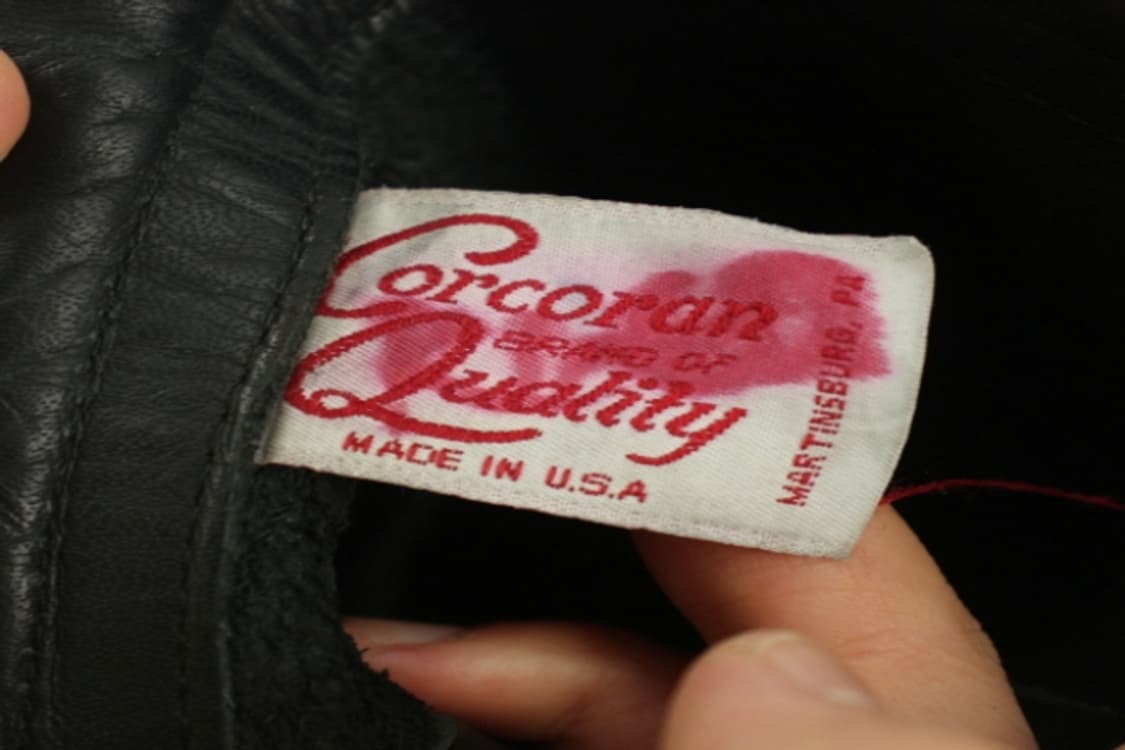 Corcoran
BRAND OF
Quality
MADE IN U.S.A
MARTINSBURG, PA